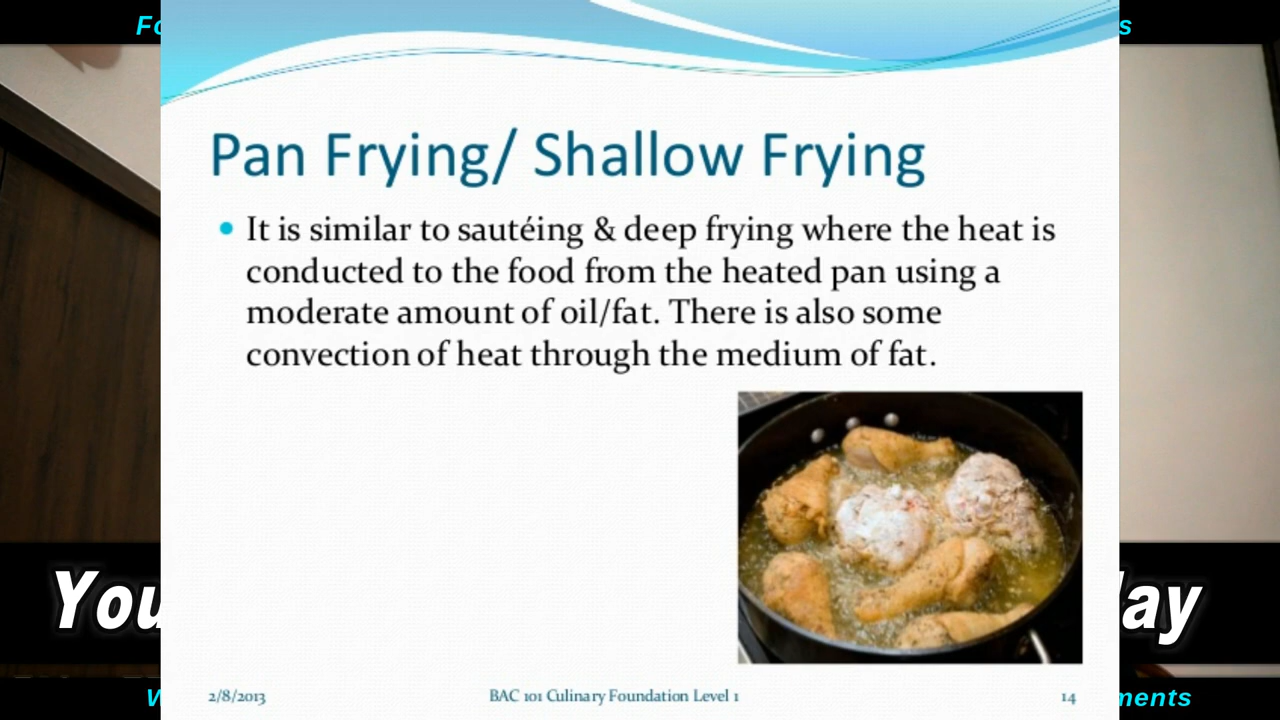 Pan Frying/ Shallow Frying
• It is similar to sautéing & deep frying where the heat is
conducted to the food from the heated pan using a
moderate amount of oil/fat. There is also some
convection of heat through the medium of fat.
You
lay
2/8/2013 BAC 101 Culinary Foundation Level 1 14